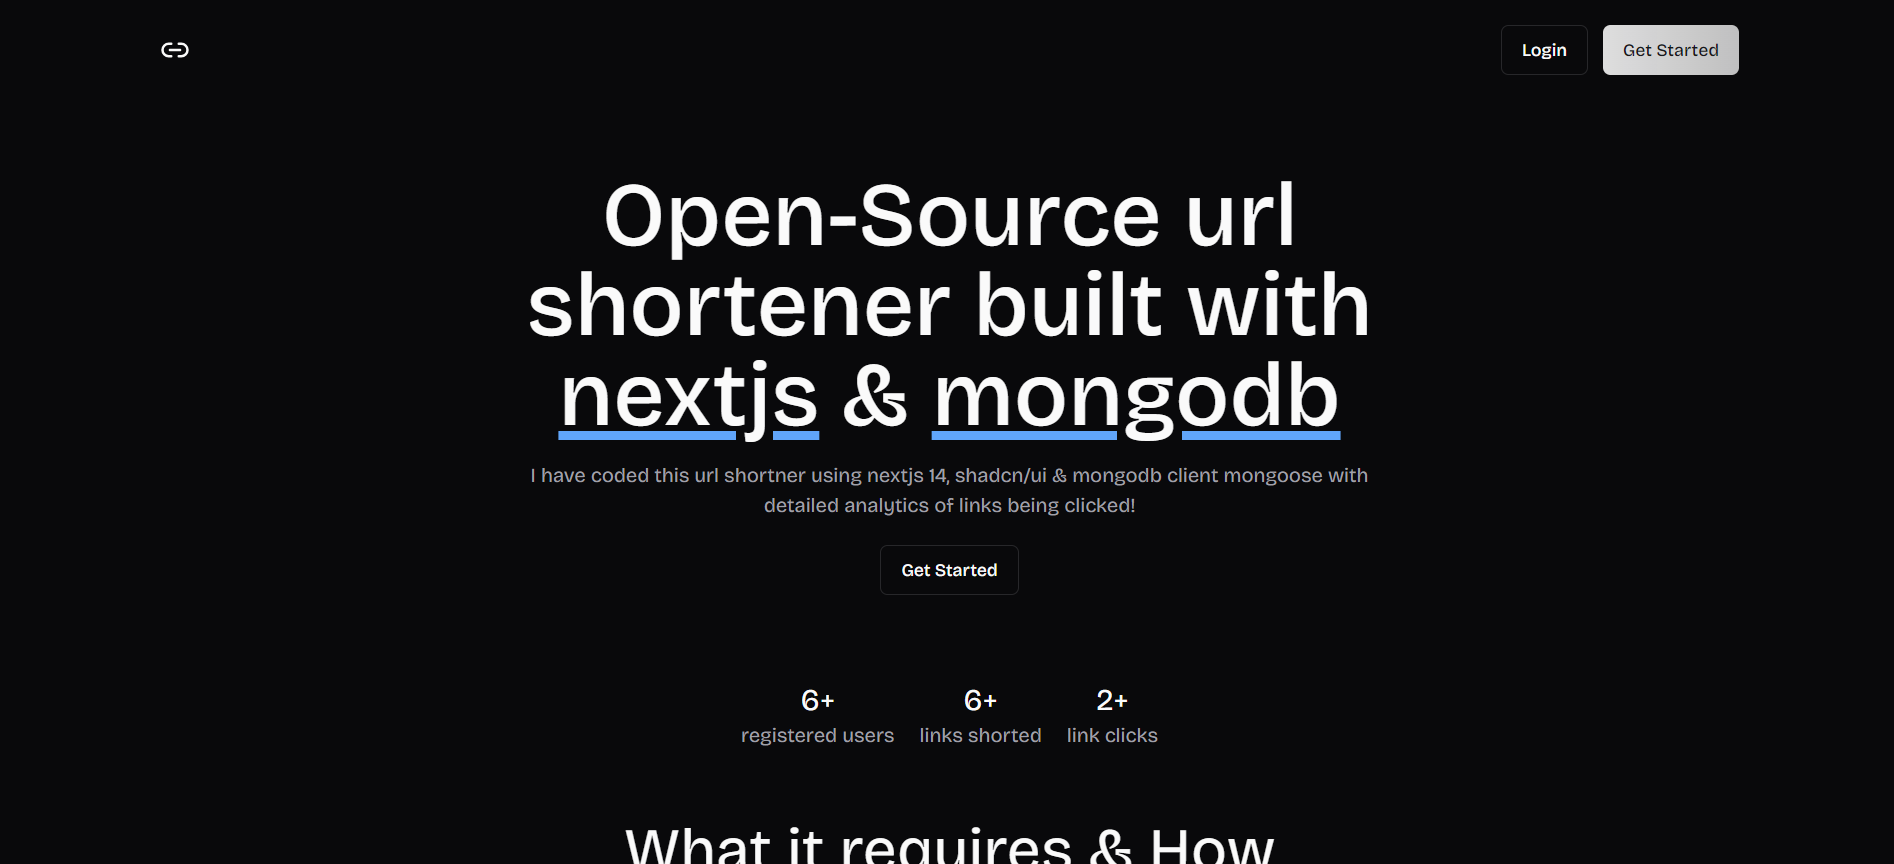 Login
Get Started
Open-Source url
shortener built with
nextjs & mongodb
I have coded this url shortner using nextjs 14, shadcn/ui & mongodb client mongoose with
detailed analytics of links being clicked!
Get Started
6+
registered users
6+
links shorted
2+
link clicks
What it requires & How